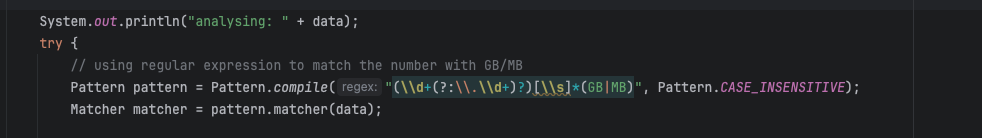 System.out.println("analysing: " + data);
try {
// using regular expression to match the number with GB/MB
Pattern pattern = Pattern.compile( regex: "(\\d+(?:\\.\\d+)?)[\\s]*(GB|MB)", Pattern.CASE_INSENSITIVE);
Matcher matcher = pattern.matcher(data);